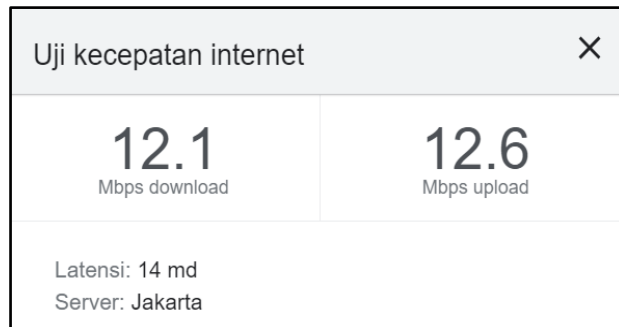 Uji kecepatan internet
12.1 12.6
Mbps download Mbps upload
Latensi: 14 md
Server: Jakarta